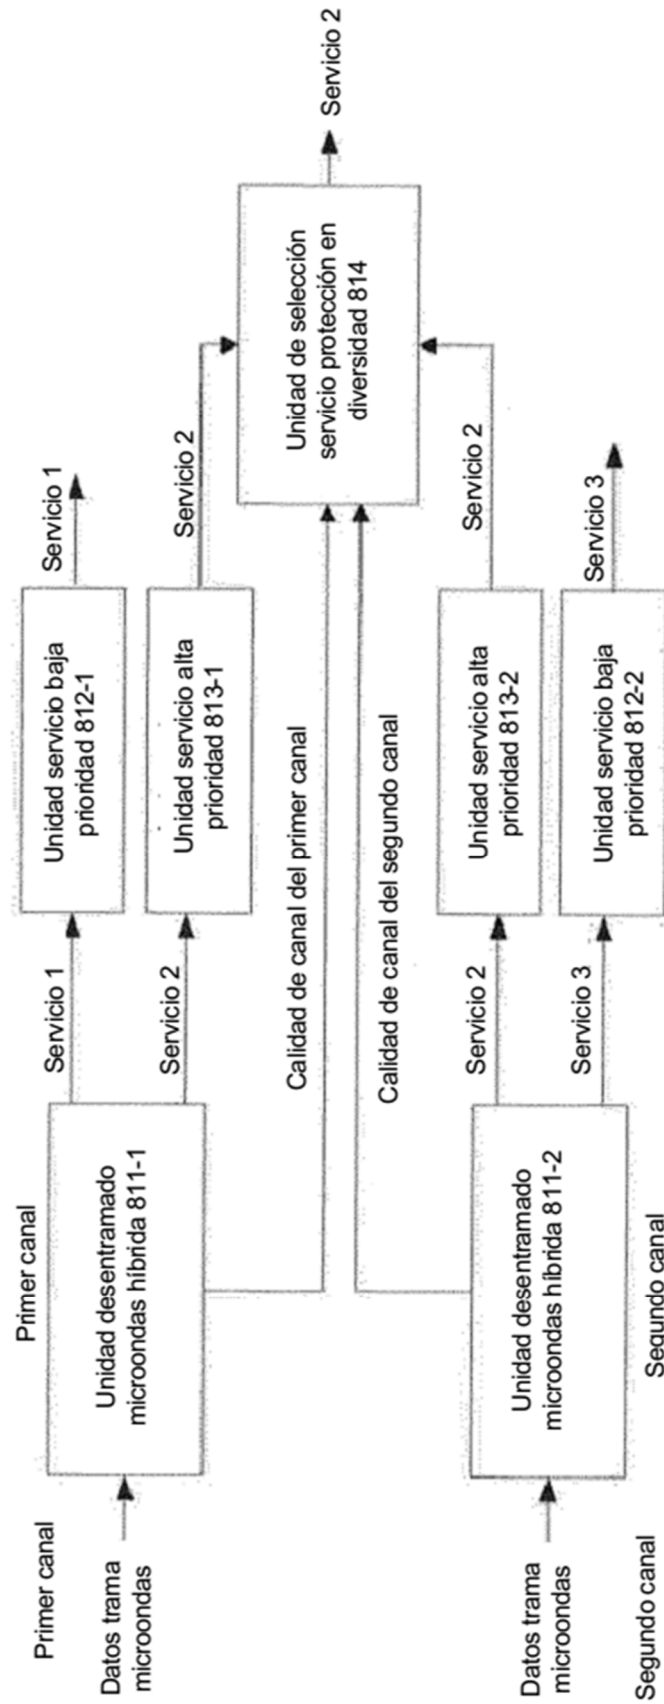 Primer canal
Primer canal
Datos trama
microondas
Unidad desentramado
microondas híbrida 811-1
Servicio 1
Servicio 2
Unidad servicio baja
prioridad 812-1
Unidad servicio alta
prioridad 813-1
Servicio 1
Servicio 2
Calidad de canal del primer canal
Unidad de selección
servicio protección en
diversidad 814
Servicio 2
Calidad de canal del segundo canal
Datos trama
microondas
Segundo canal
Unidad desentramado
microondas híbrida 811-2
Segundo canal
Servicio 2
Servicio 3
Unidad servicio alta
prioridad 813-2
Unidad servicio baja
prioridad 812-2
Servicio 2
Servicio 3